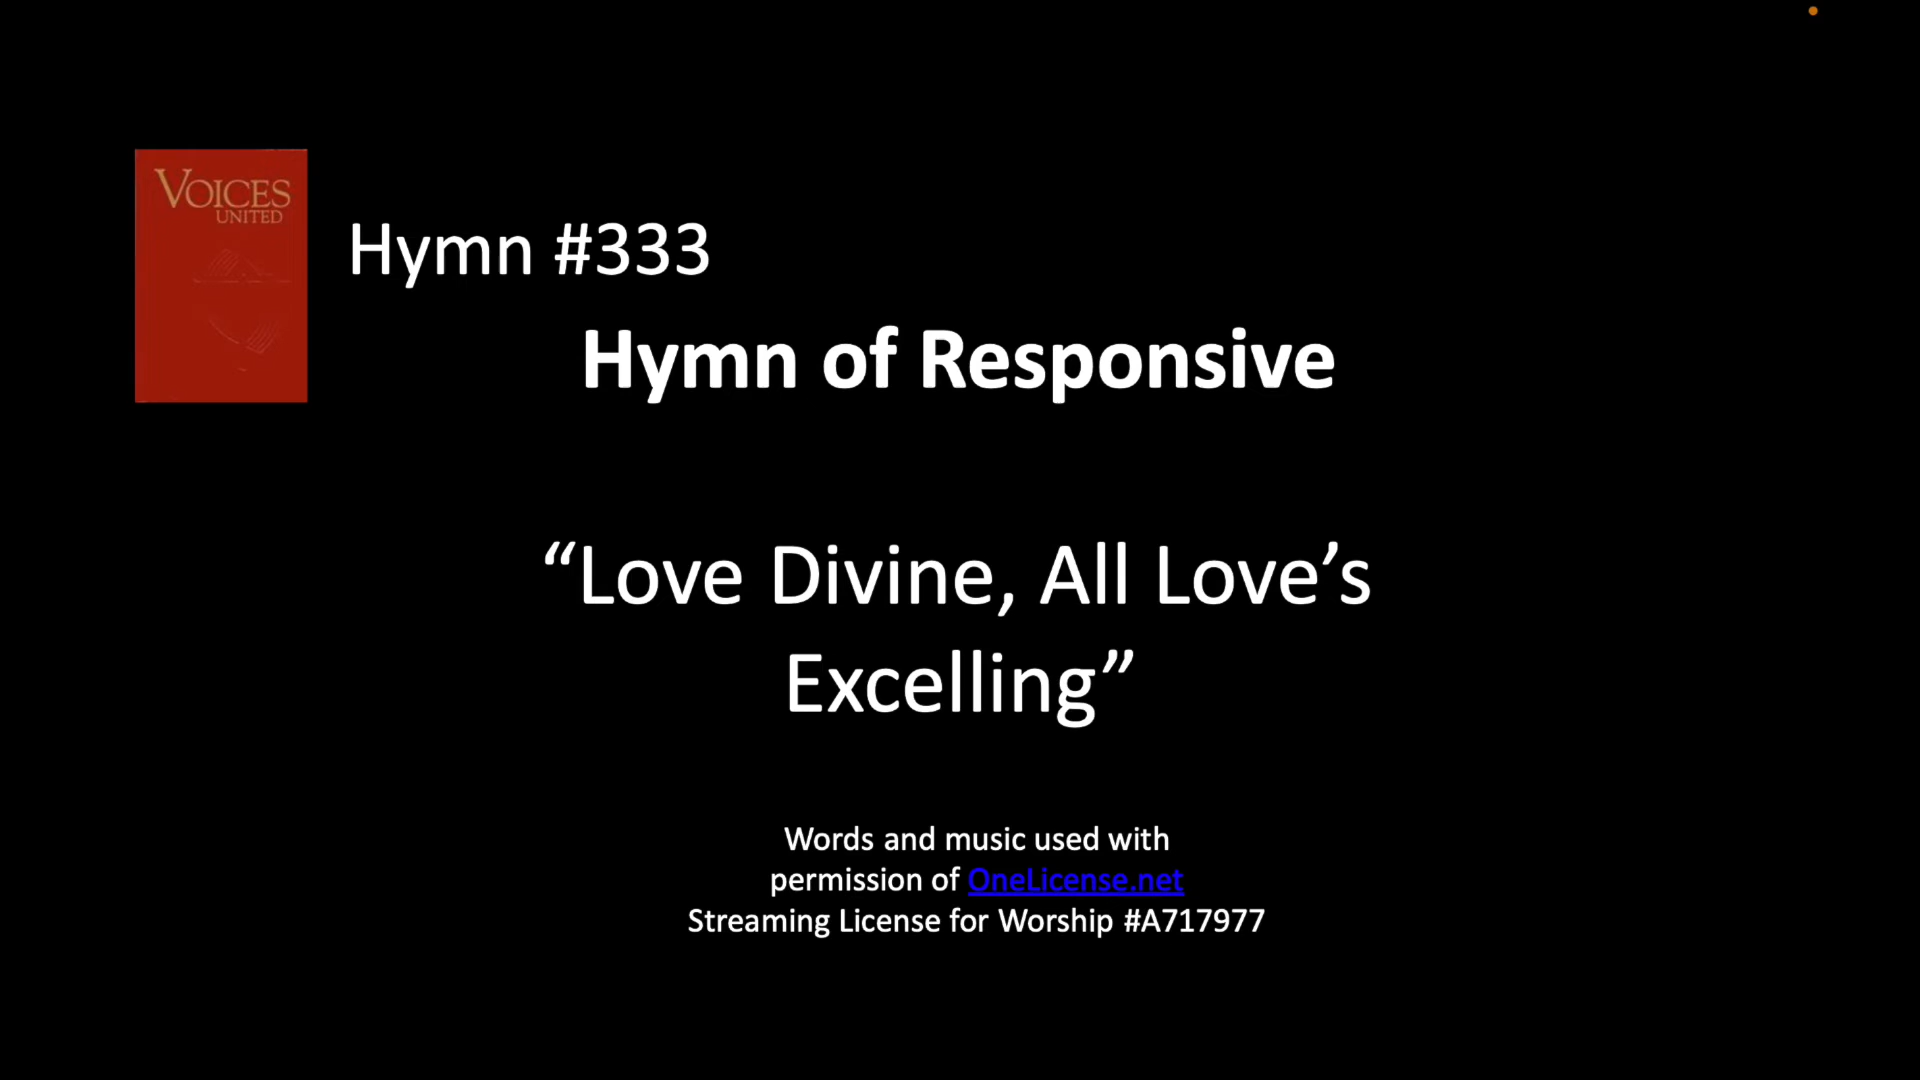 VOICES
UNITED
Hymn #333
Hymn of Responsive
“Love Divine, All Love’s
Excelling”
Words and music used with
permission of OneLicense.net
Streaming License for Worship #A717977